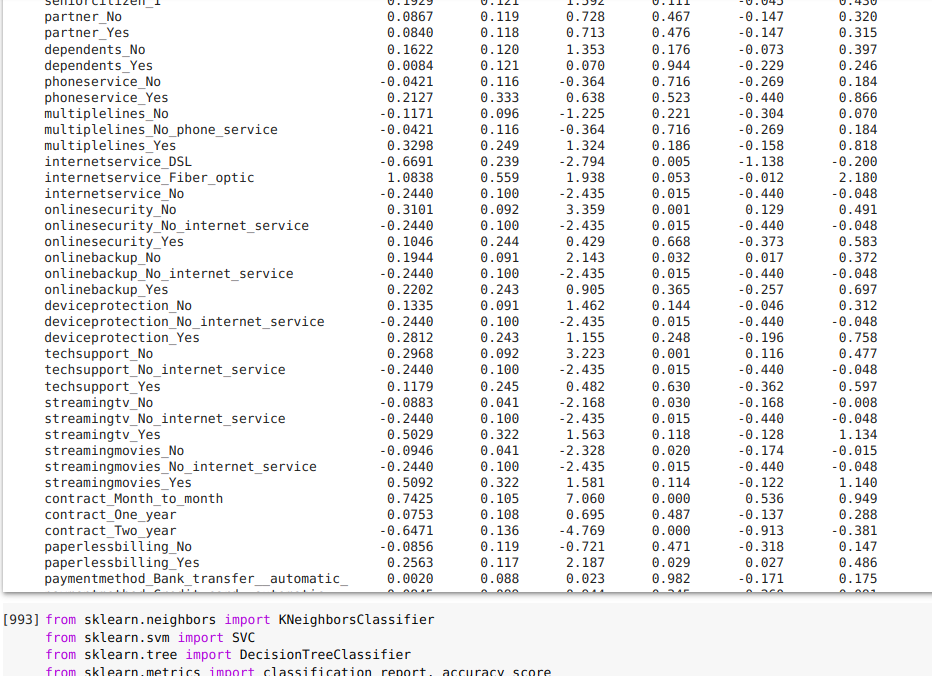 seniorcitizen_1 0.1929 0.121 1.592 0.111 -0.045 0.430
partner_No 0.0867 0.119 0.728 0.467 -0.147 0.320
partner_Yes 0.0840 0.118 0.713 0.476 -0.147 0.315
dependents_No 0.1622 0.120 1.353 0.176 -0.073 0.397
dependents_Yes 0.0084 0.121 0.070 0.944 -0.229 0.246
phoneservice_No -0.0421 0.116 -0.364 0.716 -0.269 0.184
phoneservice_Yes 0.2127 0.333 0.638 0.523 -0.440 0.866
multiplelines_No -0.1171 0.096 -1.225 0.221 -0.304 0.070
multiplelines_No_phone_service -0.0421 0.116 -0.364 0.716 -0.269 0.184
multiplelines_Yes 0.3298 0.249 1.324 0.186 -0.158 0.818
internetservice_DSL -0.6691 0.239 -2.794 0.005 -1.138 -0.200
internetservice_Fiber_optic 1.0838 0.559 1.938 0.053 -0.012 2.180
internetservice_No -0.2440 0.100 -2.435 0.015 -0.440 -0.048
onlinesecurity_No 0.3101 0.092 3.359 0.001 0.129 0.491
onlinesecurity_No_internet_service -0.2440 0.100 -2.435 0.015 -0.440 -0.048
onlinesecurity_Yes 0.1046 0.244 0.429 0.668 -0.373 0.583
onlinebackup_No 0.1944 0.091 2.143 0.032 0.017 0.372
onlinebackup_No_internet_service -0.2440 0.100 -2.435 0.015 -0.440 -0.048
onlinebackup_Yes 0.2202 0.243 0.905 0.365 -0.257 0.697
deviceprotection_No 0.1335 0.091 1.462 0.144 -0.046 0.312
deviceprotection_No_internet_service -0.2440 0.100 -2.435 0.015 -0.440 -0.048
deviceprotection_Yes 0.2812 0.243 1.155 0.248 -0.196 0.758
techsupport_No 0.2968 0.092 3.223 0.001 0.116 0.477
techsupport_No_internet_service -0.2440 0.100 -2.435 0.015 -0.440 -0.048
techsupport_Yes 0.1179 0.245 0.482 0.630 -0.362 0.597
streamingtv_No -0.0883 0.041 -2.168 0.030 -0.168 -0.008
streamingtv_No_internet_service -0.2440 0.100 -2.435 0.015 -0.440 -0.048
streamingtv_Yes 0.5029 0.322 1.563 0.118 -0.128 1.134
streamingmovies_No -0.0946 0.041 -2.328 0.020 -0.174 -0.015
streamingmovies_No_internet_service -0.2440 0.100 -2.435 0.015 -0.440 -0.048
streamingmovies_Yes 0.5092 0.322 1.581 0.114 -0.122 1.140
contract_Month_to_month 0.7425 0.105 7.060 0.000 0.536 0.949
contract_One_year 0.0753 0.108 0.695 0.487 -0.137 0.288
contract_Two_year -0.6471 0.136 -4.769 0.000 -0.913 -0.381
paperlessbilling_No -0.0856 0.119 -0.721 0.471 -0.318 0.147
paperlessbilling_Yes 0.2563 0.117 2.187 0.029 0.027 0.486
paymentmethod_Bank_transfer__automatic_ 0.0020 0.088 0.023 0.982 -0.171 0.175
[993] from sklearn.neighbors import KNeighborsClassifier
from sklearn.svm import SVC
from sklearn.tree import DecisionTreeClassifier
from sklearn.metrics import classification_report, accuracy_score